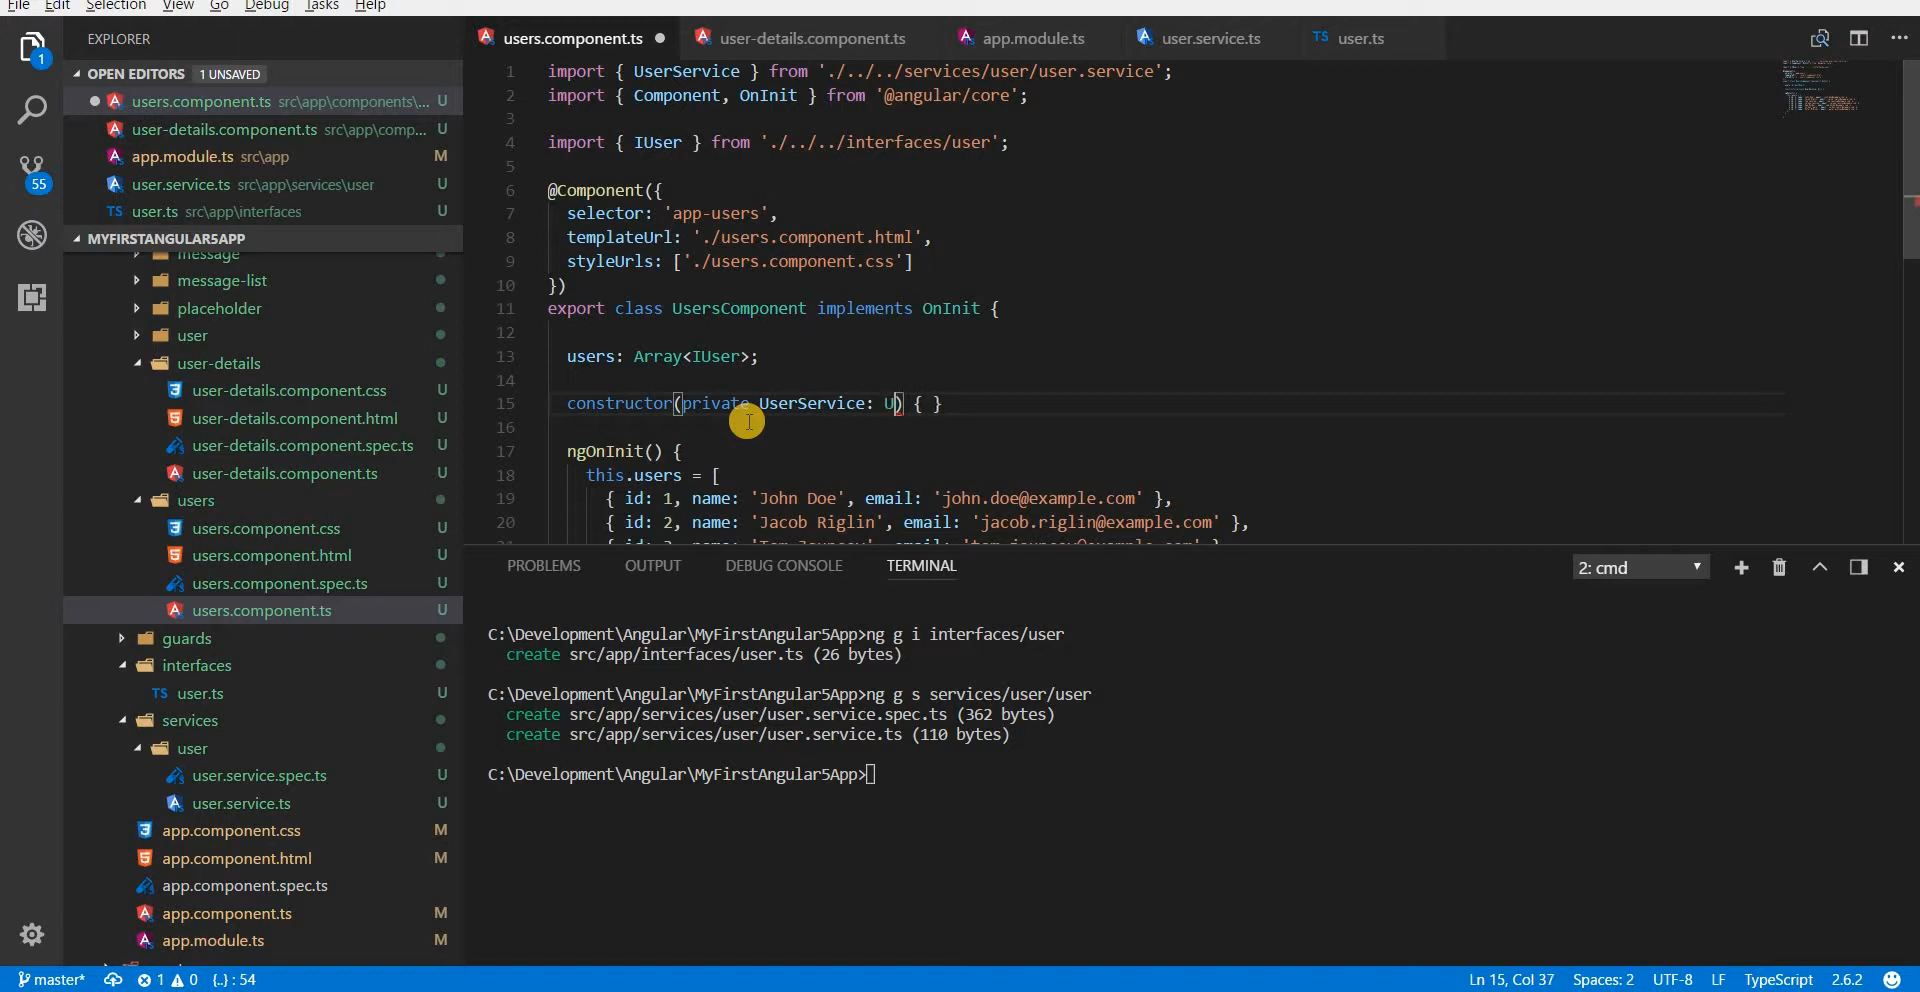 File Edit Selection View Go Debug Tasks Help
EXPLORER
OPEN EDITORS 1 UNSAVED
users.component.ts src\app\components\... U
user-details.component.ts src\app\comp... U
app.module.ts src\app M
user.service.ts src\app\services\user U
user.ts src\app\interfaces U
MYFIRSTANGULAR5APP
message
message-list
placeholder
user
user-details
user-details.component.css U
user-details.component.html U
user-details.component.spec.ts U
user-details.component.ts U
users
users.component.css U
users.component.html U
users.component.spec.ts U
users.component.ts U
guards
interfaces
TS user.ts U
services
user
user.service.spec.ts U
user.service.ts U
app.component.css M
app.component.html M
app.component.spec.ts
app.component.ts M
app.module.ts M
1
55
users.component.ts user-details.component.ts app.module.ts user.service.ts TS user.ts
1 import { UserService } from './../../services/user/user.service';
2 import { Component, OnInit } from '@angular/core';
3
4 import { IUser } from './../../interfaces/user';
5
6 @Component({
7 selector: 'app-users',
8 templateUrl: './users.component.html',
9 styleUrls: ['./users.component.css']
10 })
11 export class UsersComponent implements OnInit {
12
13 users: Array<IUser>;
14
15 constructor(private UserService: U) { }
16
17 ngOnInit() {
18 this.users = [
19 { id: 1, name: 'John Doe', email: 'john.doe@example.com' },
20 { id: 2, name: 'Jacob Riglin', email: 'jacob.riglin@example.com' },
PROBLEMS OUTPUT DEBUG CONSOLE TERMINAL 2: cmd
C:\Development\Angular\MyFirstAngular5App>ng g i interfaces/user
create src/app/interfaces/user.ts (26 bytes)
C:\Development\Angular\MyFirstAngular5App>ng g s services/user/user
create src/app/services/user/user.service.spec.ts (362 bytes)
create src/app/services/user/user.service.ts (110 bytes)
C:\Development\Angular\MyFirstAngular5App>
master* 1 0 {..} : 54 Ln 15, Col 37 Spaces: 2 UTF-8 LF TypeScript 2.6.2